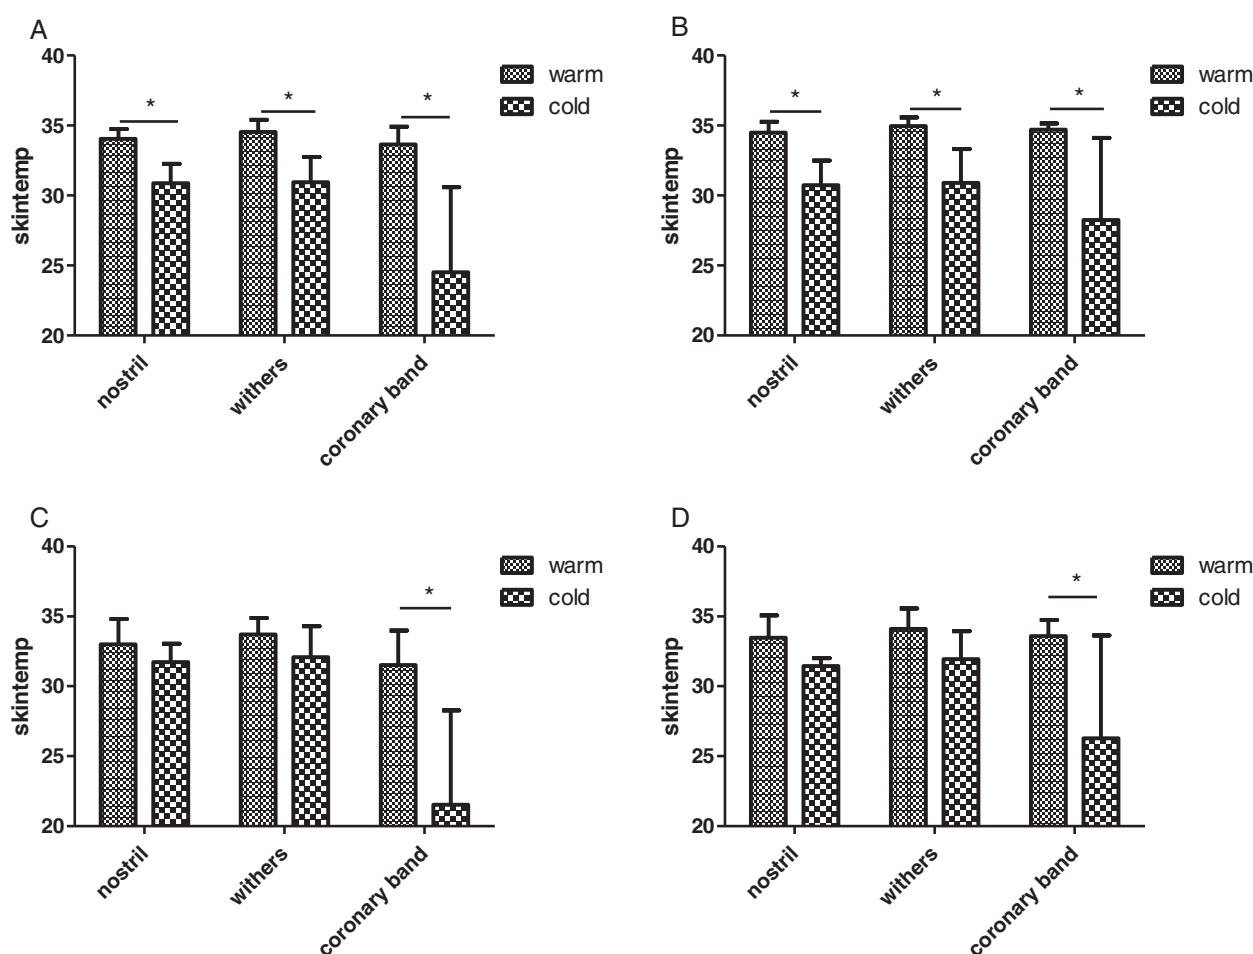 A
40
35
30
25
20
skintemp
*
*
*
warm
cold
nostril
withers
coronary band
B
40
35
30
25
20
skintemp
*
*
*
warm
cold
nostril
withers
coronary band
C
40
35
30
25
20
skintemp
*
warm
cold
nostril
withers
coronary band
D
40
35
30
25
20
skintemp
*
warm
cold
nostril
withers
coronary band